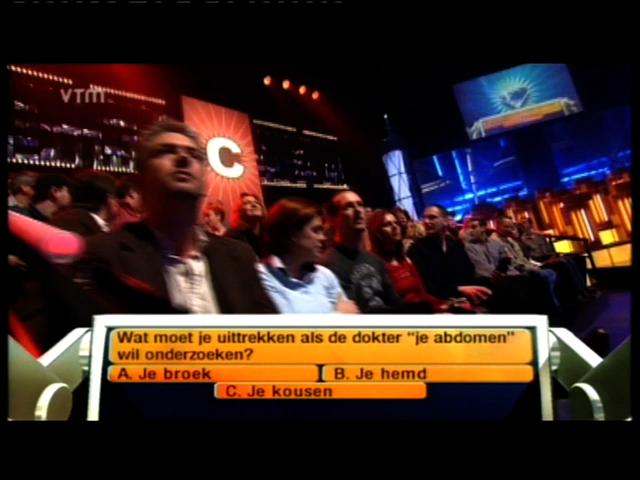 VTM
C
Wat moet je uittrekken als de dokter "je abdomen"
wil onderzoeken?
A. Je broek
B. Je hemd
C. Je kousen